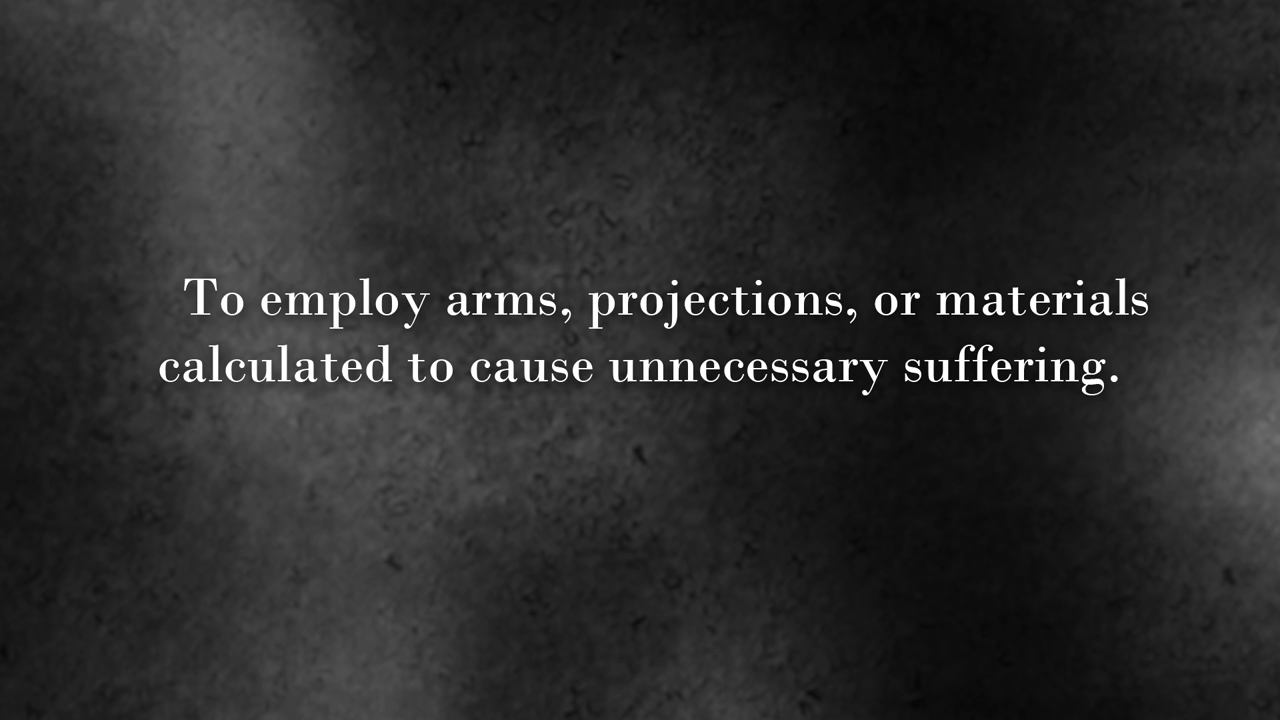 To employ arms, projections, or materials
calculated to cause unnecessary suffering.